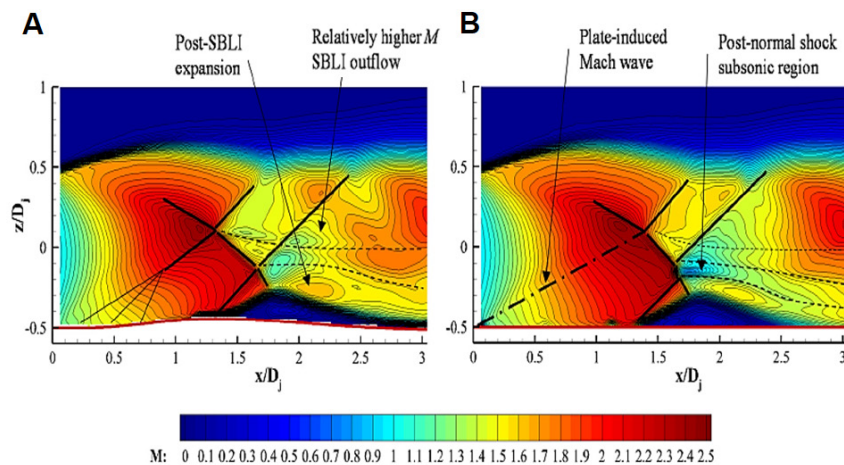 A
B
Post-SBLI
expansion
Relatively higher M
SBLI outflow
Plate-induced
Mach wave
Post-normal shock
subsonic region
1
0.5
0
-0.5
z/Dj
0 0.5 1 1.5 2 2.5 3
x/Dj
1
0.5
0
-0.5
0 0.5 1 1.5 2 2.5 3
x/Dj
M: 0 0.1 0.2 0.3 0.4 0.5 0.6 0.7 0.8 0.9 1 1.1 1.2 1.3 1.4 1.5 1.6 1.7 1.8 1.9 2 2.1 2.2 2.3 2.4 2.5